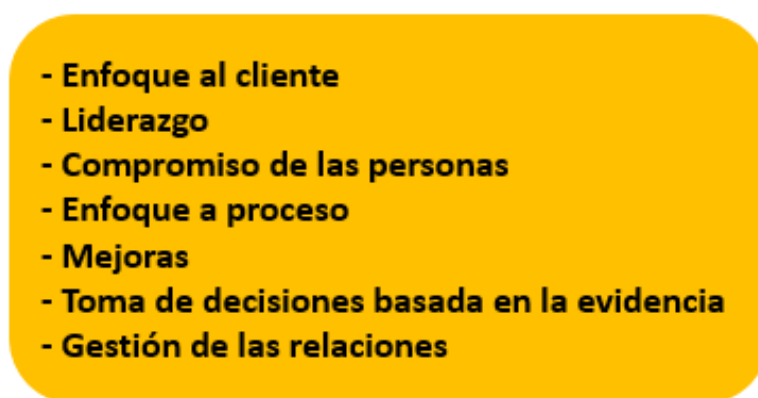 - Enfoque al cliente
- Liderazgo
- Compromiso de las personas
- Enfoque a proceso
- Mejoras
- Toma de decisiones basada en la evidencia
- Gestión de las relaciones